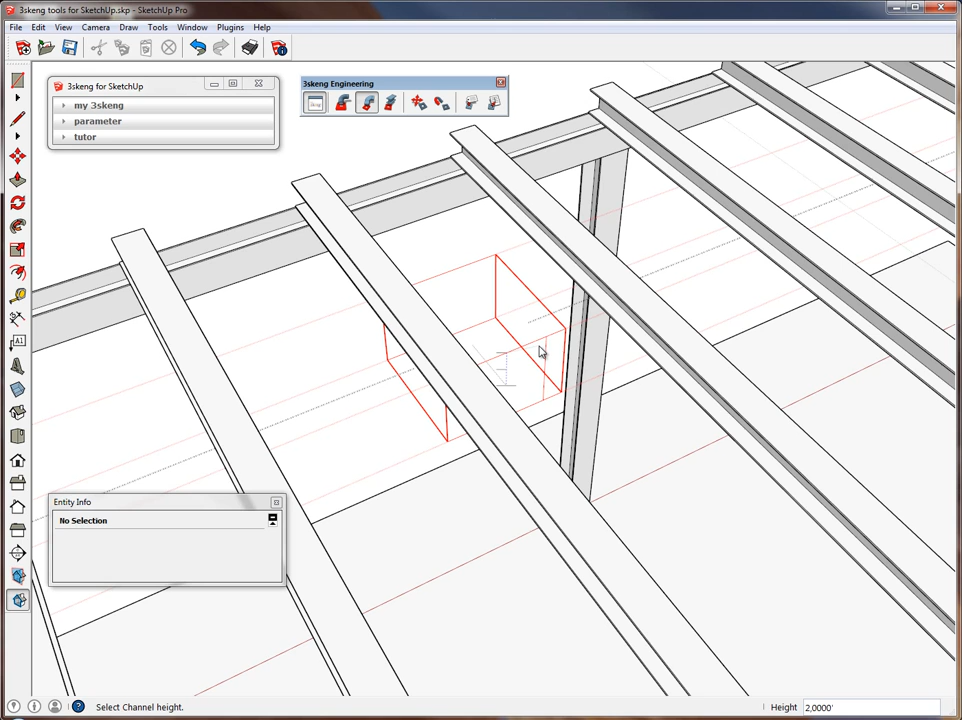 3skeng tools for SketchUp.skp - SketchUp Pro
File Edit View Camera Draw Tools Window Plugins Help
3skeng for SketchUp
my 3skeng
parameter
tutor
3skeng Engineering
A1
Entity Info
No Selection
Select Channel height.
Height 2,0000'